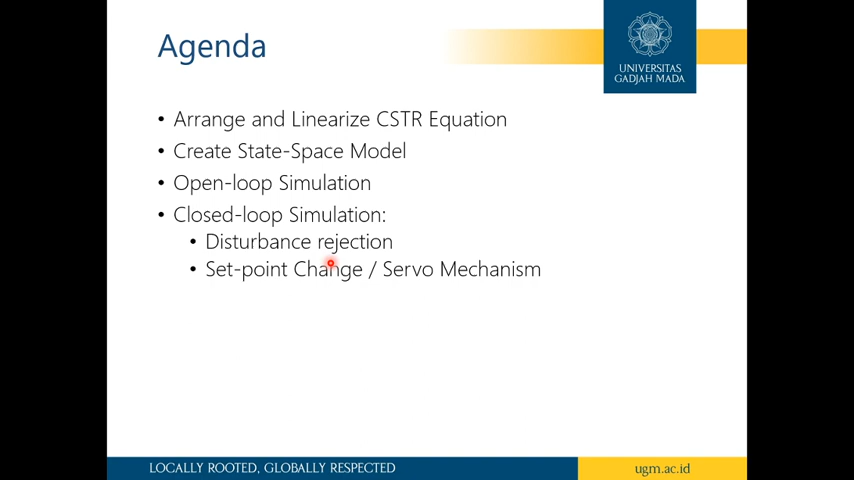 Agenda
UNIVERSITAS
GADJAH MADA
• Arrange and Linearize CSTR Equation
• Create State-Space Model
• Open-loop Simulation
• Closed-loop Simulation:
• Disturbance rejection
• Set-point Change / Servo Mechanism
LOCALLY ROOTED, GLOBALLY RESPECTED
ugm.ac.id